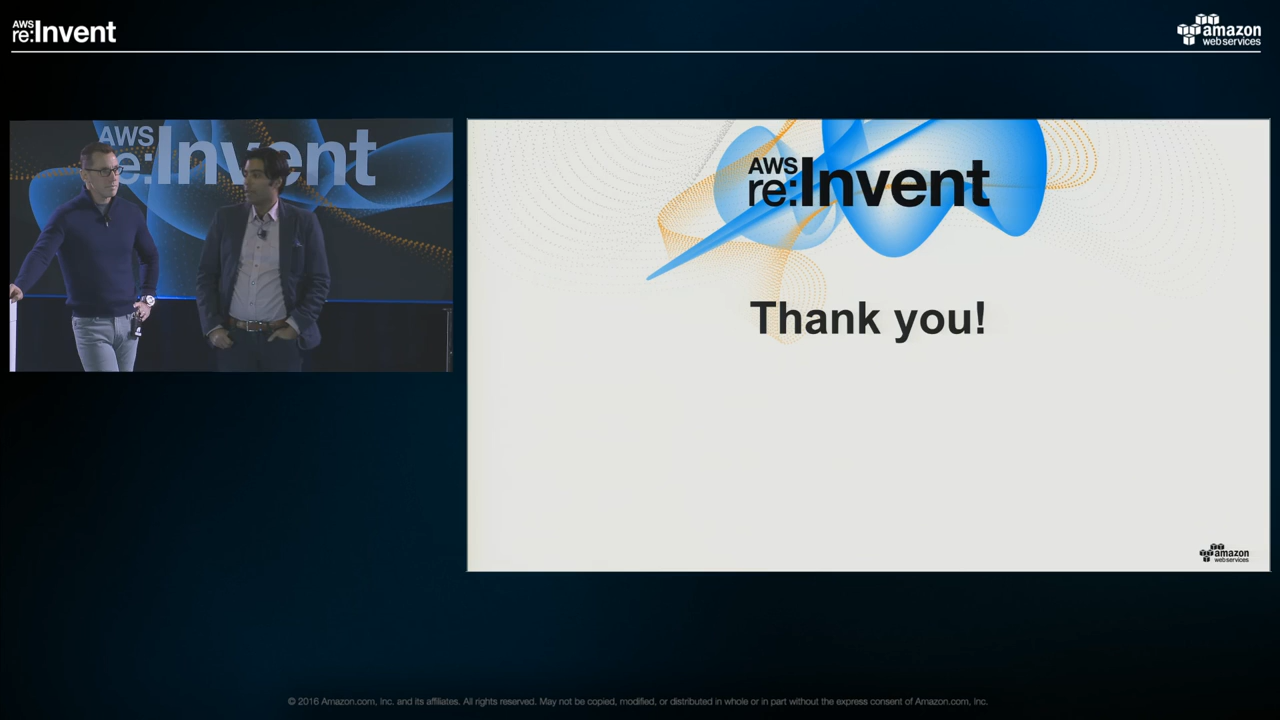 AWS
re:Invent
amazon
web services
AWS
re:Invent
AWS
re:Invent
Thank you!
amazon
web services
© 2016 Amazon.com, Inc. and its affiliates. All rights reserved. May not be copied, modified, or distributed in whole or in part without the express consent of Amazon.com, Inc.